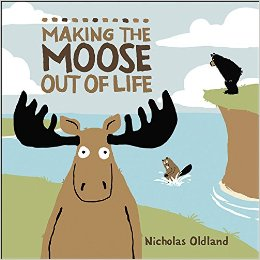 MAKING THE
MOOSE
OUT OF LIFE
Nicholas Oldland